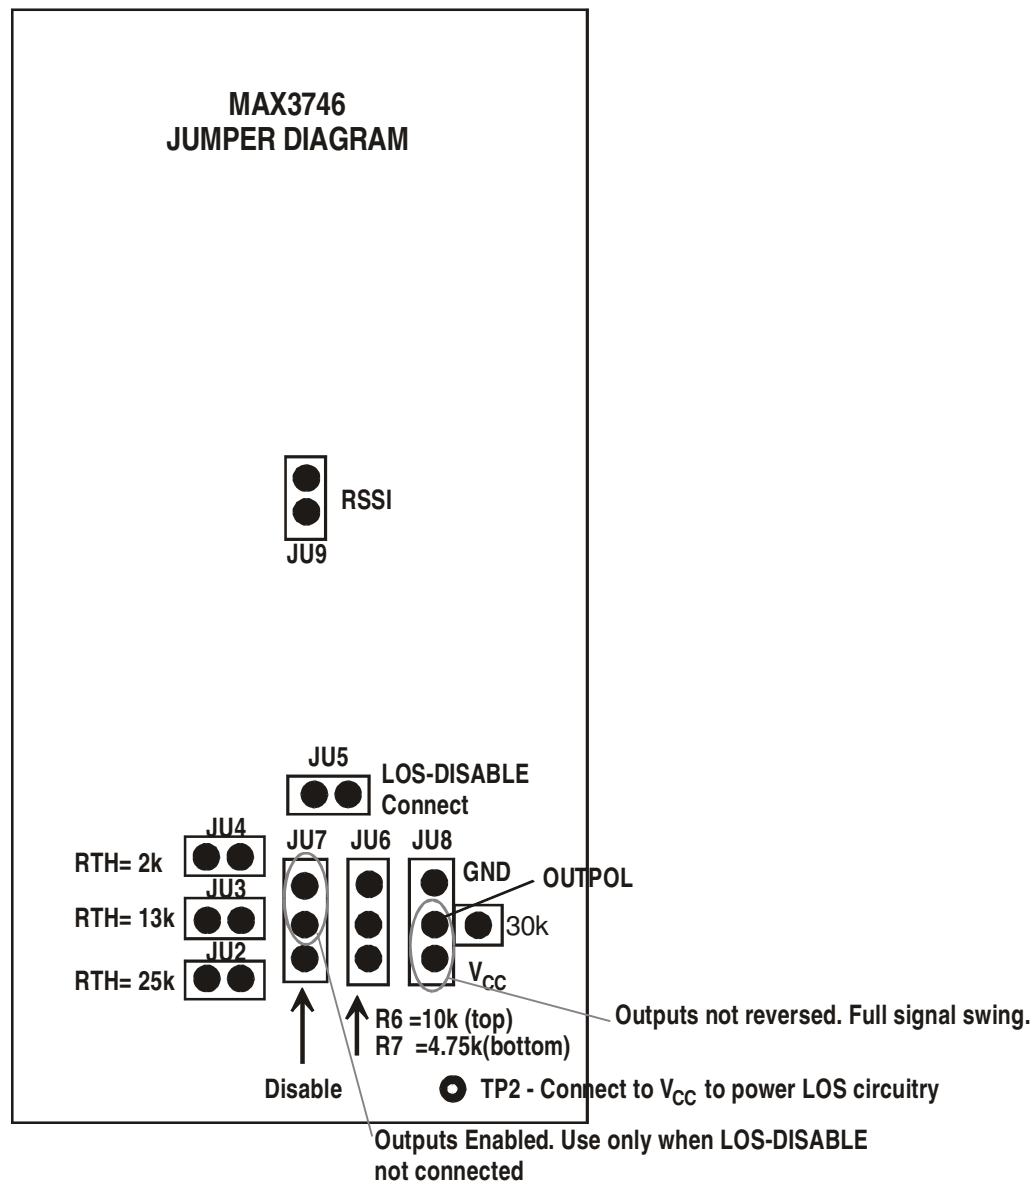 MAX3746
JUMPER DIAGRAM
RSSI
JU9
JU5
LOS-DISABLE
Connect
JU4
JU7
JU6
JU8
RTH= 2k
GND
OUTPOL
JU3
RTH= 13k
30k
JU2
RTH= 25k
VCC
Outputs not reversed. Full signal swing.
R6 =10k (top)
R7 =4.75k(bottom)
Disable
TP2 - Connect to VCC to power LOS circuitry
Outputs Enabled. Use only when LOS-DISABLE
not connected